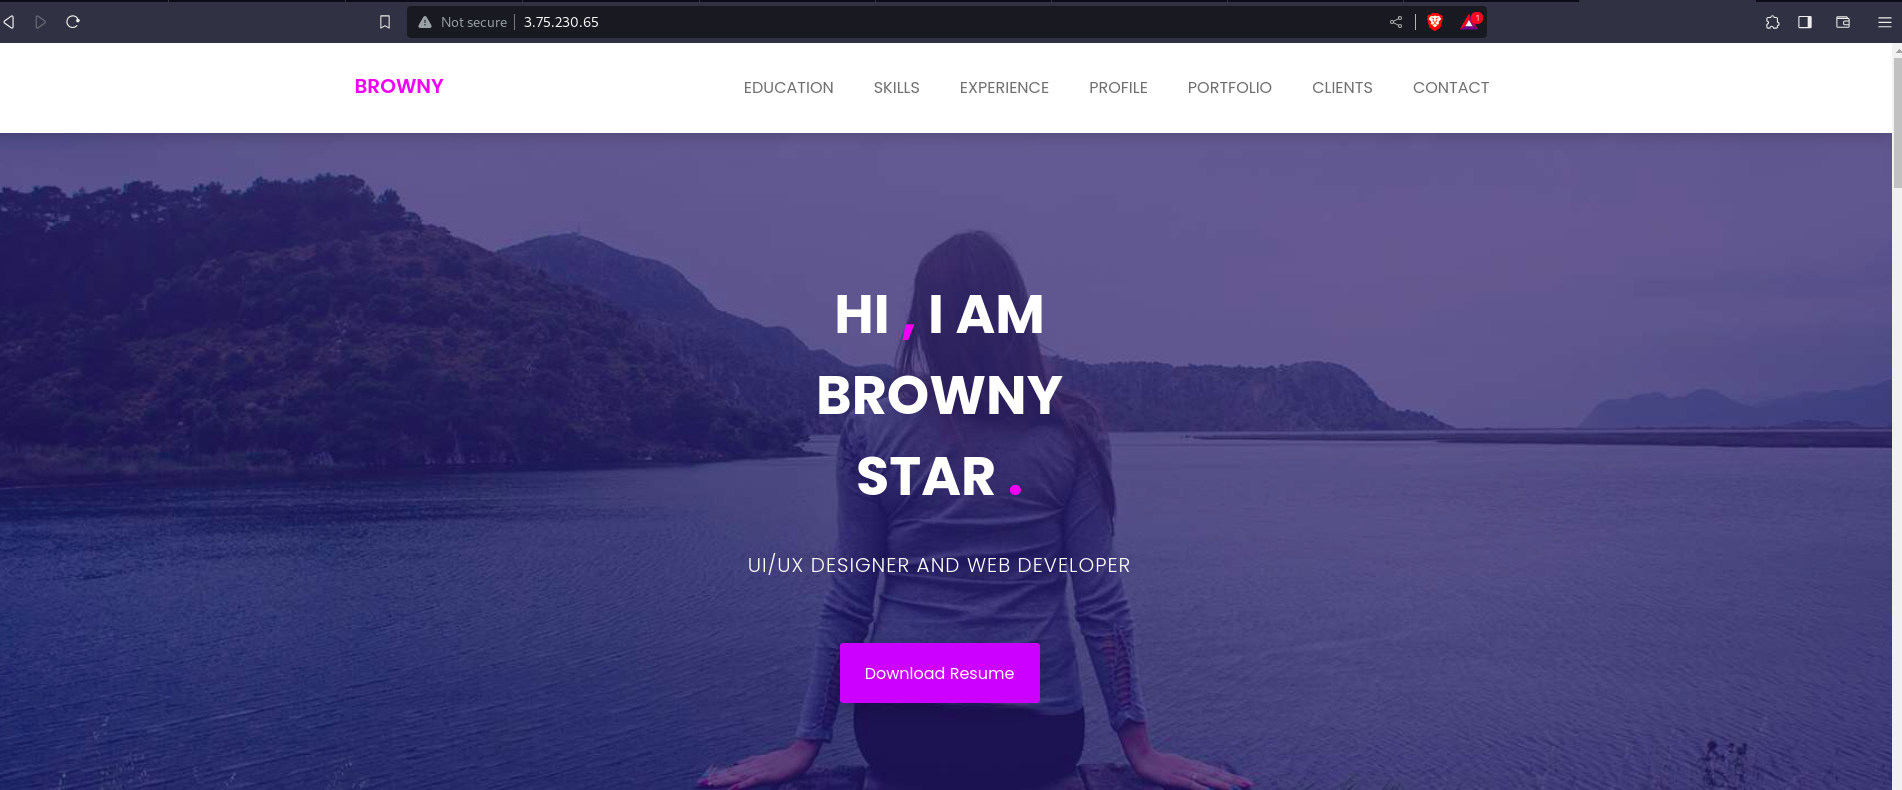 Not secure
3.75.230.65
1
BROWNY
EDUCATION SKILLS EXPERIENCE PROFILE PORTFOLIO CLIENTS CONTACT
HI , I AM
BROWNY
STAR .
UI/UX DESIGNER AND WEB DEVELOPER
Download Resume